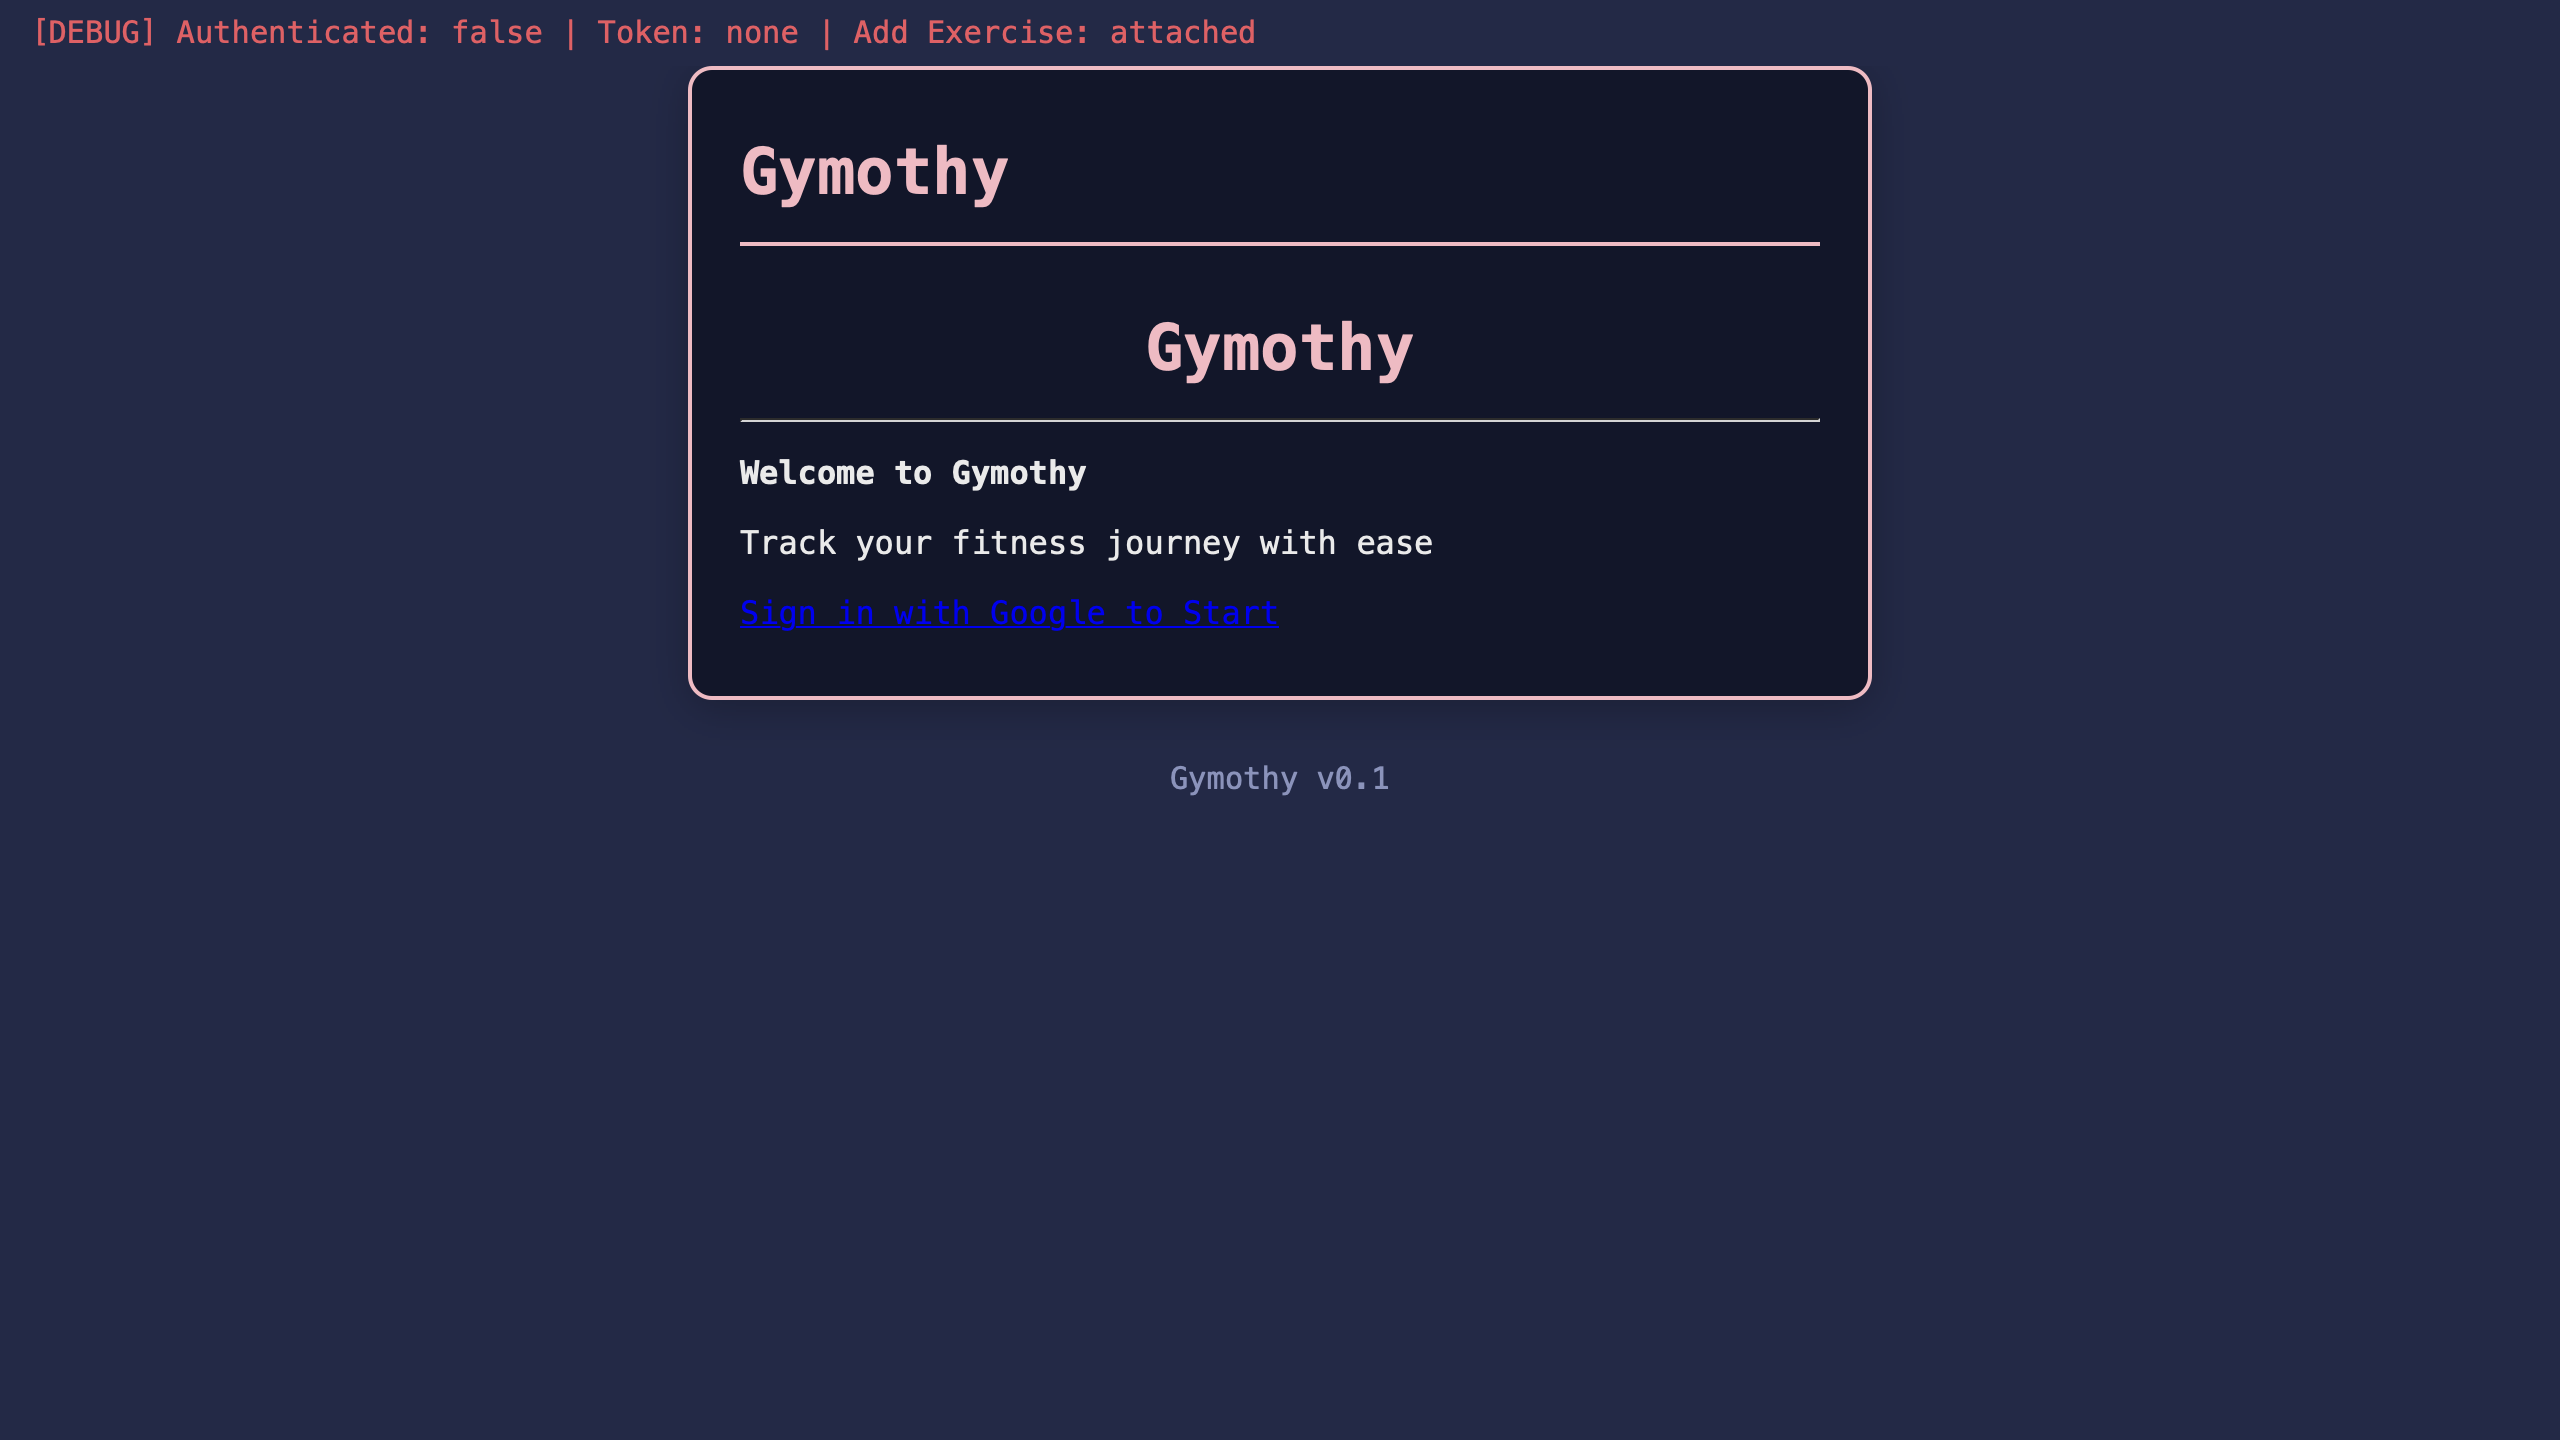 [DEBUG] Authenticated: false | Token: none | Add Exercise: attached
Gymothy
Gymothy
Welcome to Gymothy
Track your fitness journey with ease
Sign in with Google to Start
Gymothy v0.1